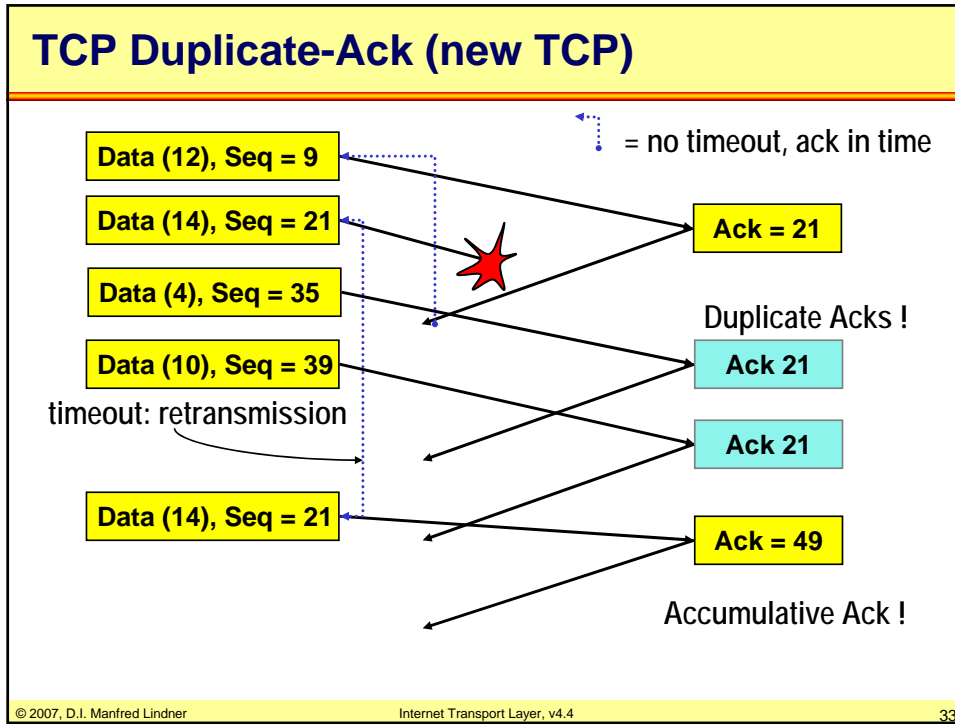 TCP Duplicate-Ack (new TCP)
= no timeout, ack in time
Data (12), Seq = 9
Data (14), Seq = 21
Ack = 21
Data (4), Seq = 35
Duplicate Acks !
Data (10), Seq = 39
Ack 21
timeout: retransmission
Ack 21
Data (14), Seq = 21
Ack = 49
Accumulative Ack !
© 2007, D.I. Manfred Lindner
Internet Transport Layer, v4.4
33